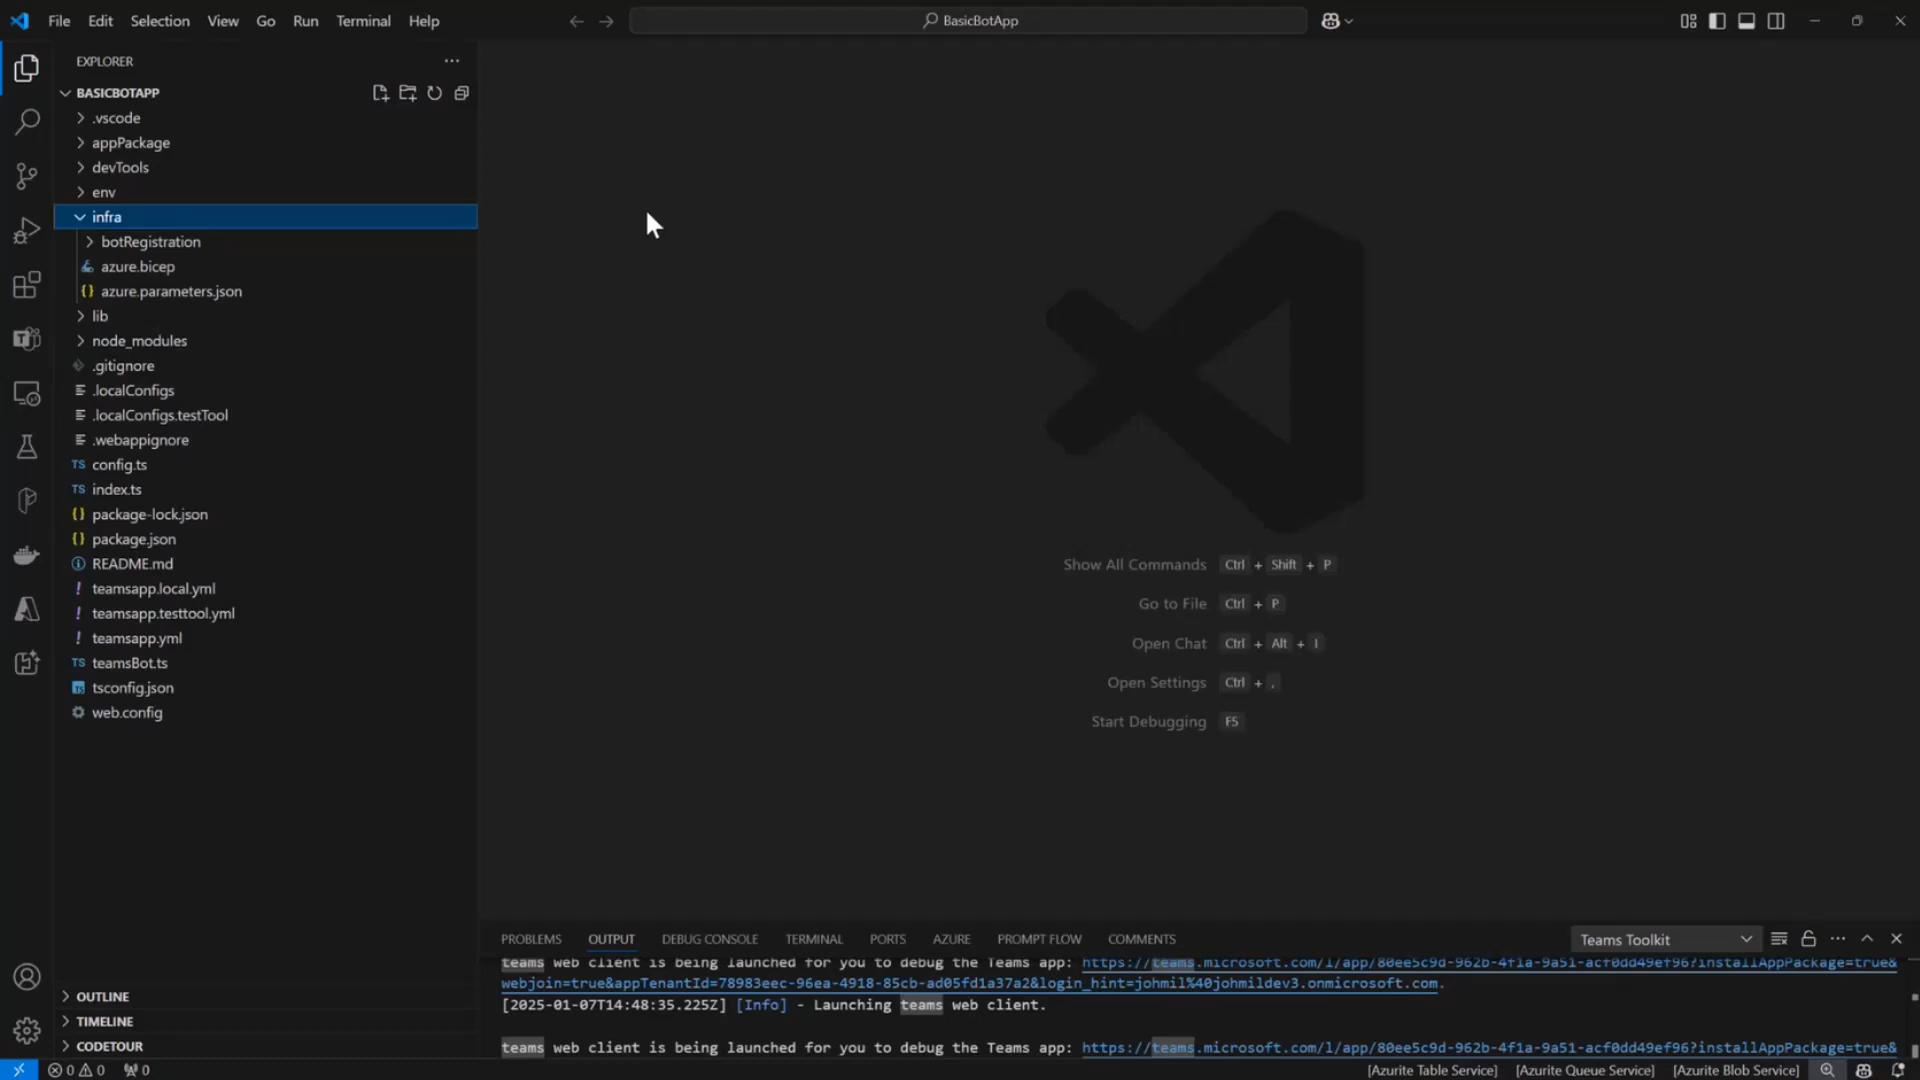 File Edit Selection View Go Run Terminal Help
BasicBotApp
EXPLORER
BASICBOTAPP
.vscode
appPackage
devTools
env
infra
botRegistration
azure.bicep
{} azure.parameters.json
lib
node_modules
.gitignore
.localConfigs
.localConfigs.testTool
.webappignore
TS config.ts
TS index.ts
{} package-lock.json
{} package.json
README.md
! teamsapp.local.yml
! teamsapp.testtool.yml
! teamsapp.yml
TS teamsBot.ts
tsconfig.json
web.config
OUTLINE
TIMELINE
CODETOUR
Show All Commands Ctrl + Shift + P
Go to File Ctrl + P
Open Chat Ctrl + Alt + I
Open Settings Ctrl + ,
Start Debugging F5
PROBLEMS OUTPUT DEBUG CONSOLE TERMINAL PORTS AZURE PROMPT FLOW COMMENTS
Teams Toolkit
teams web client is being launched for you to debug the Teams app: https://teams.microsoft.com/l/app/80ee5c9d-962b-4f1a-9a51-acf0dd49ef96?installAppPackage=true&
webjoin=true&appTenantId=78983eec-96ea-4918-85cb-ad05fd1a37a2&login_hint=johmil%40johmildev3.onmicrosoft.com.
[2025-01-07T14:48:35.225Z] [Info] - Launching teams web client.
teams web client is being launched for you to debug the Teams app: https://teams.microsoft.com/l/app/80ee5c9d-962b-4f1a-9a51-acf0dd49ef96?installAppPackage=true&
0 0 0
[Azurite Table Service] [Azurite Queue Service] [Azurite Blob Service]